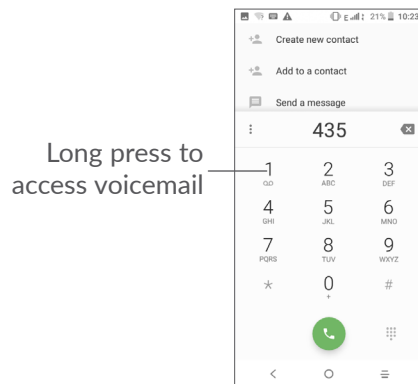 E 21% 10:23
Create new contact
Add to a contact
Send a message
435
Long press to
access voicemail
1 2 3
ABC DEF
4 5 6
GHI JKL MNO
7 8 9
PQRS TUV WXYZ
* 0 #
+